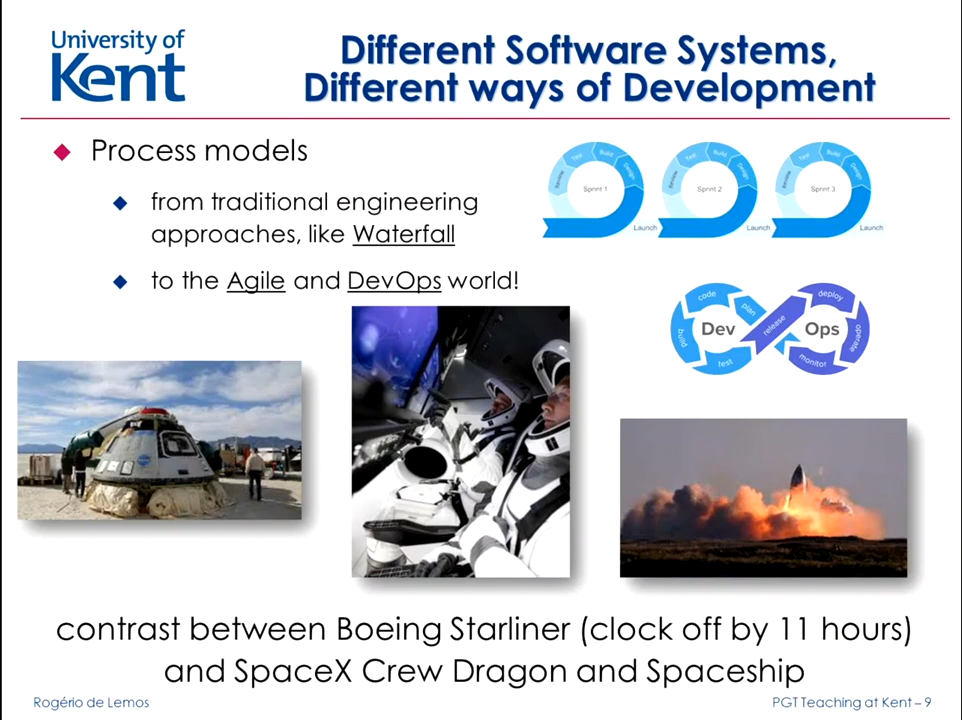 University of
Kent
Different Software Systems,
Different ways of Development
Process models
from traditional engineering
approaches, like Waterfall
to the Agile and DevOps world!
Review
Test
Build
Design
Sprint 1
Launch
Review
Test
Build
Design
Sprint 2
Launch
Review
Test
Build
Design
Sprint 3
Launch
code
plan
build
test
Dev
release
deploy
operate
monitor
Ops
contrast between Boeing Starliner (clock off by 11 hours)
and SpaceX Crew Dragon and Spaceship
Rogério de Lemos
PGT Teaching at Kent – 9